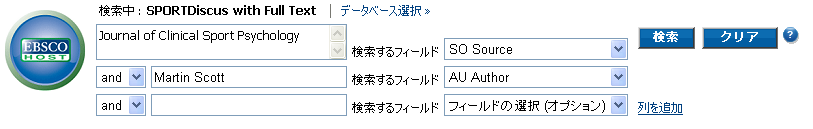 検索中 : SPORTDiscus with Full Text | データベース選択 »
Journal of Clinical Sport Psychology 検索するフィールド SO Source 検索 クリア ?
and Martin Scott 検索するフィールド AU Author
and 検索するフィールド フィールドの選択 (オプション) 列を追加
EBSCO
HOST